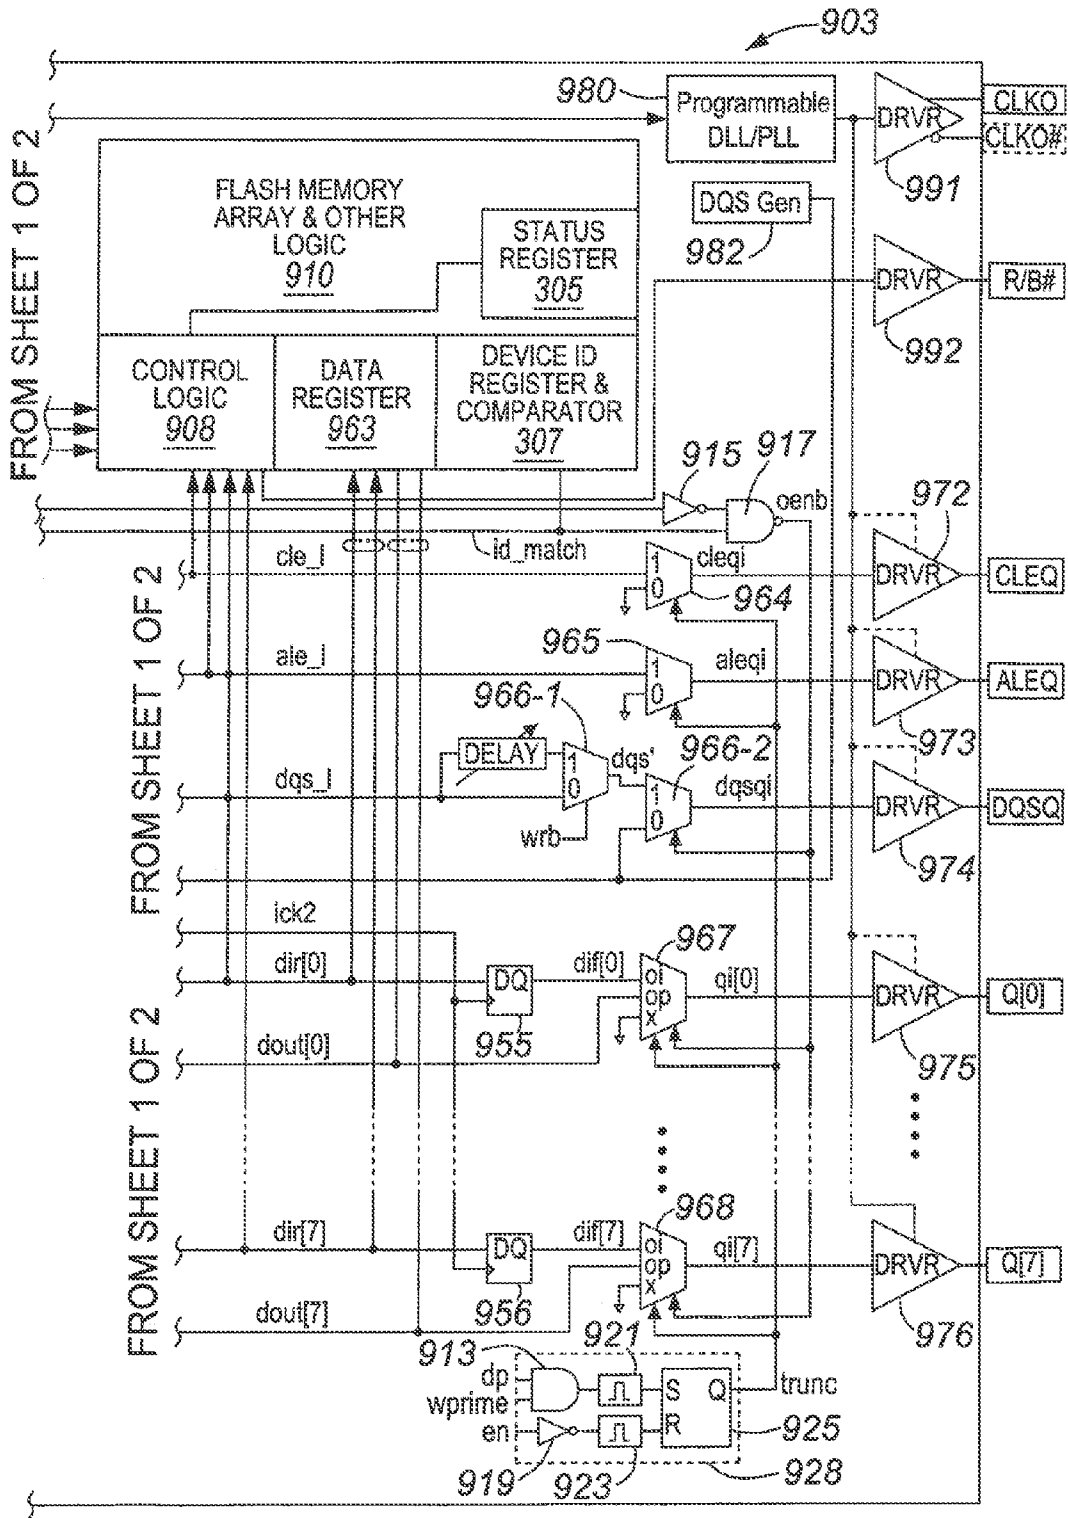 903
FROM SHEET 1 OF 2
980
Programmable
DLL/PLL
DRVR
CLKO
CLKO#
991
FLASH MEMORY
ARRAY & OTHER
LOGIC
910
STATUS
REGISTER
305
DQS Gen
982
DRVR
R/B#
992
CONTROL
LOGIC
908
DATA
REGISTER
963
DEVICE ID
REGISTER &
COMPARATOR
307
915
917
oenb
id_match
972
FROM SHEET 1 OF 2
cle_i
1
0
cleqi
964
DRVR
CLEQ
965
ale_i
1
0
aleqi
DRVR
ALEQ
973
966-1
DELAY
dqs_i
1
0
wrb
dqs'
966-2
1
0
dqsqi
DRVR
DQSQ
974
ick2
FROM SHEET 1 OF 2
dir[0]
DQ
955
dif[0]
967
oi
op
x
qi[0]
DRVR
Q[0]
975
dout[0]
dir[7]
DQ
956
dif[7]
968
oi
op
x
qi[7]
DRVR
Q[7]
976
dout[7]
913
921
dp
wprime
en
S
Q
R
trunc
925
919
923
928